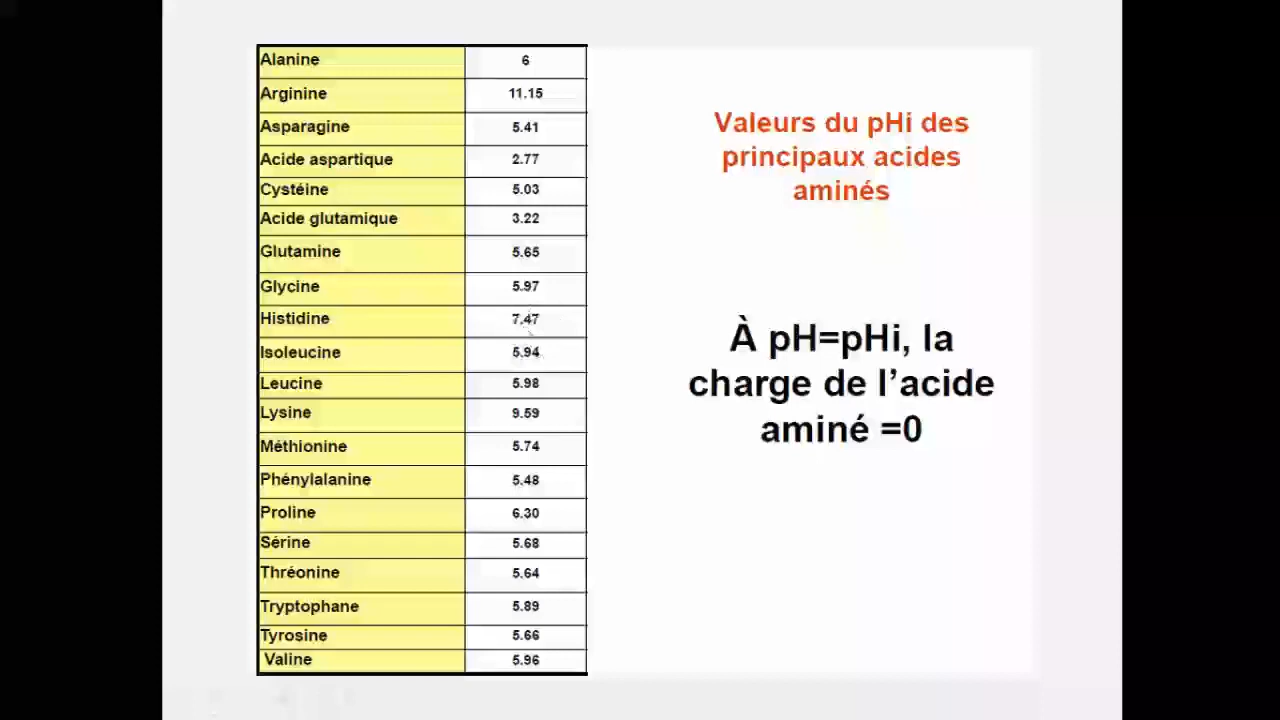 Alanine 6
Arginine 11.15
Asparagine 5.41
Acide aspartique 2.77
Cystéine 5.03
Acide glutamique 3.22
Glutamine 5.65
Glycine 5.97
Histidine 7.47
Isoleucine 5.94
Leucine 5.98
Lysine 9.59
Méthionine 5.74
Phénylalanine 5.48
Proline 6.30
Sérine 5.68
Thréonine 5.64
Tryptophane 5.89
Tyrosine 5.66
Valine 5.96
Valeurs du pHi des
principaux acides
aminés
À pH=pHi, la
charge de l’acide
aminé =0